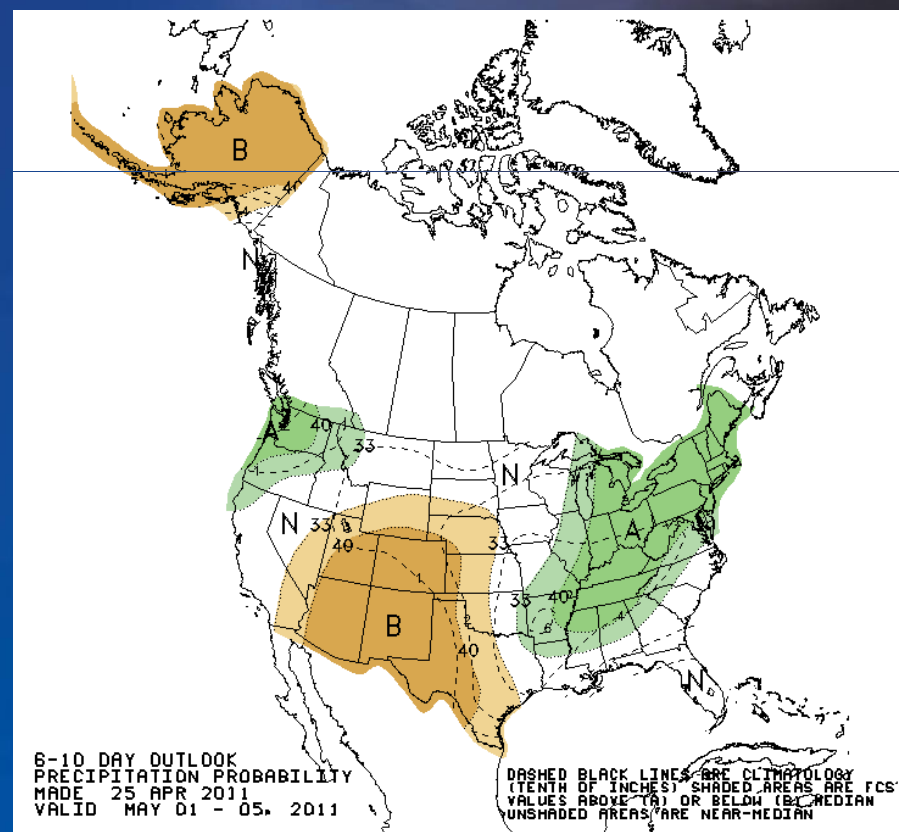 B
40
N
A
40
33
N
N
33
40
33
A
33
40
B
40
N
6-10 DAY OUTLOOK
PRECIPITATION PROBABILITY
MADE 25 APR 2011
VALID MAY 01 - 05, 2011
DASHED BLACK LINES ARE CLIMATOLOGY
(TENTH OF INCHES) SHADED AREAS ARE FCST
VALUES ABOVE (A) OR BELOW (B) MEDIAN
UNSHADED AREAS ARE NEAR-MEDIAN